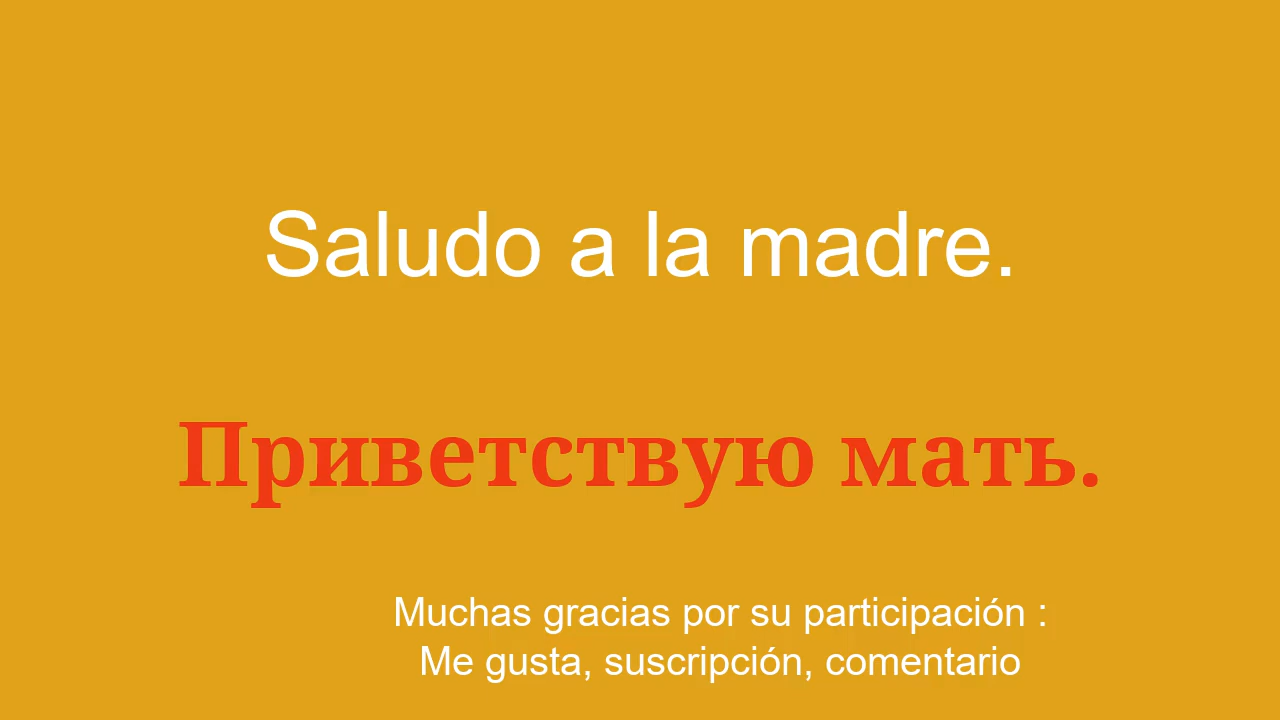 Saludo a la madre.
Приветствую мать.
Muchas gracias por su participación :
Me gusta, suscripción, comentario